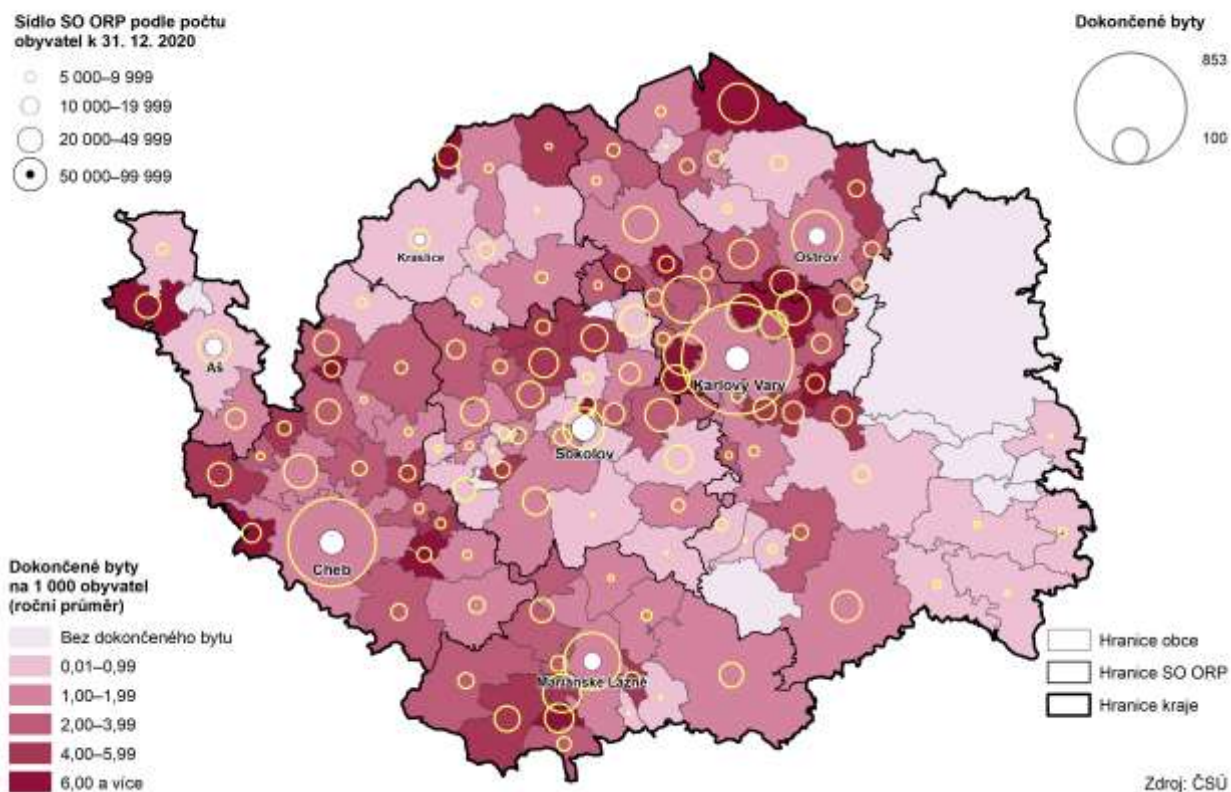 Sídlo SO ORP podle počtu
obyvatel k 31. 12. 2020
5 000–9 999
10 000–19 999
20 000–49 999
50 000–99 999
Dokončené byty
853
100
Kraslice
Ostrov
Aš
Karlovy Vary
Sokolov
Cheb
Mariánské Lázně
Dokončené byty
na 1 000 obyvatel
(roční průměr)
Bez dokončeného bytu
0,01–0,99
1,00–1,99
2,00–3,99
4,00–5,99
6,00 a více
Hranice obce
Hranice SO ORP
Hranice kraje
Zdroj: ČSÚ